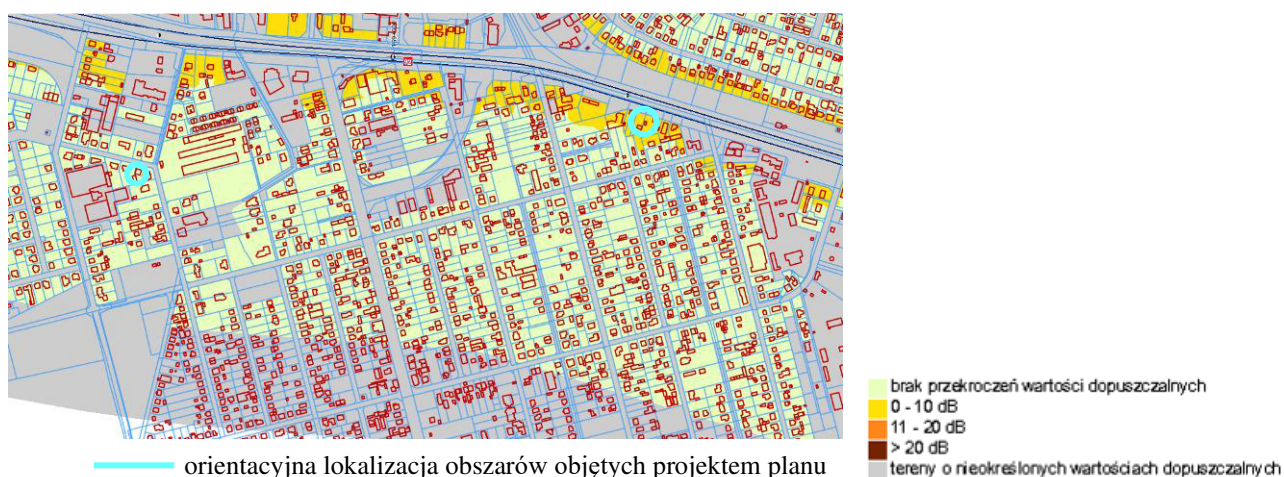 92
brak przekroczeń wartości dopuszczalnych
0 - 10 dB
11 - 20 dB
> 20 dB
tereny o nieokreślonych wartościach dopuszczalnych
orientacyjna lokalizacja obszarów objętych projektem planu